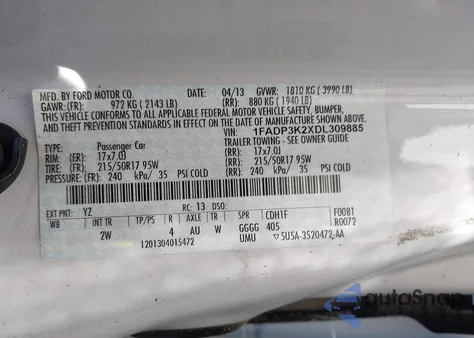 MFD. BY FORD MOTOR CO.
DATE: 04/13 GVWR: 1810 KG ( 3990 LB)
GAWR: (FR): 972 KG ( 2143 LB) (RR): 880 KG ( 1940 LB)
THIS VEHICLE CONFORMS TO ALL APPLICABLE FEDERAL MOTOR VEHICLE SAFETY, BUMPER,
AND THEFT PREVENTION STANDARDS IN EFFECT ON THE DATE OF MANUFACTURE
SHOWN ABOVE.
VIN: 1FADP3K2XDL309885
TYPE: Passenger Car TRAILER TOWING - SEE OWNER GUIDE
RIM: (FR): 17x7.0J (RR): 17x7.0J
TIRE: (FR): 215/50R17 95W (RR): 215/50R17 95W
PRESSURE: (FR): 240 kPa/ 35 PSI COLD (RR): 240 kPa/ 35 PSI COLD
EXT PNT: YZ RC: 13 DSO: F0081
WB TP/PS R AXLE TR SPR CDH1F R0072
2W 4 AU W GGGG 405
1201304015472 UMU 5U5A-3520472,AA
autoSnap